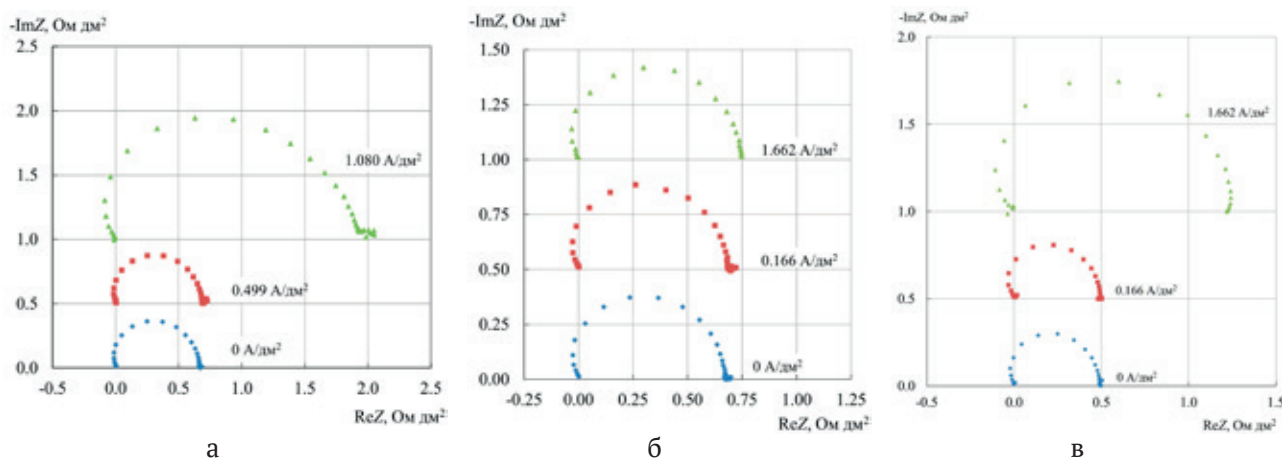 -ImZ, Ом дм²
2.5
2.0
1.5
1.0
0.5
0.0
1.080 А/дм²
0.499 А/дм²
0 А/дм²
-0.5 0.0 0.5 1.0 1.5 2.0 2.5
ReZ, Ом дм²
а
-ImZ, Ом дм²
1.50
1.25
1.00
0.75
0.50
0.25
0.00
1.662 А/дм²
0.166 А/дм²
0 А/дм²
-0.25 0.00 0.25 0.50 0.75 1.00 1.25
ReZ, Ом дм²
б
-ImZ, Ом дм²
2.0
1.5
1.0
0.5
0.0
1.662 А/дм²
0.166 А/дм²
0 А/дм²
-0.5 0.0 0.5 1.0 1.5
ReZ, Ом дм²
в